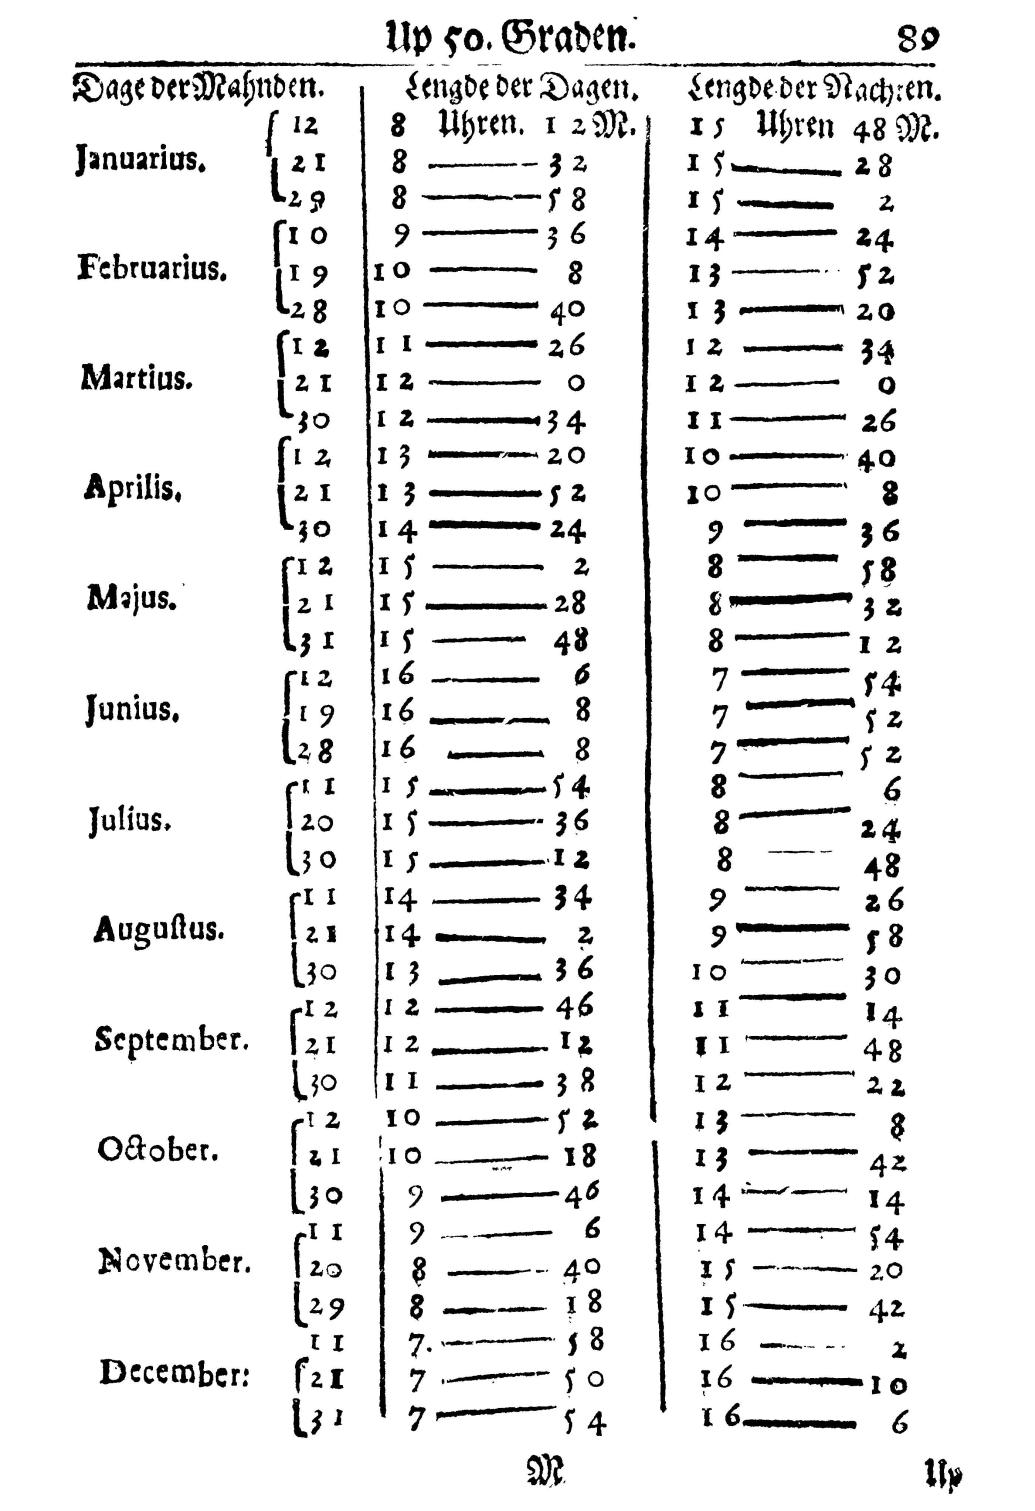 Up 50. Graden. 89
Dage der Mahnden. Lengde der Dagen. Lengde der Nachten.
12 8 Uhren. 12 M. 15 Uhren 48 M.
Januarius. 21 8 — 32 15 — 28
29 8 — 58 15 — 2
10 9 — 36 14 — 24
Februarius. 19 10 — 8 13 — 52
28 10 — 40 13 — 20
12 11 — 26 12 — 34
Martius. 21 12 — 0 12 — 0
30 12 — 34 11 — 26
12 13 — 20 10 — 40
Aprilis. 21 13 — 52 10 — 8
30 14 — 24 9 — 36
12 15 — 2 8 — 58
Majus. 21 15 — 28 8 — 32
31 15 — 48 8 — 12
12 16 — 6 7 — 54
Junius. 19 16 — 8 7 — 52
28 16 — 8 7 — 52
11 15 — 54 8 — 6
Julius. 20 15 — 36 8 — 24
30 15 — 12 8 — 48
11 14 — 34 9 — 26
Auguſtus. 21 14 — 2 9 — 58
30 13 — 36 10 — 30
12 12 — 46 11 — 14
September. 21 12 — 12 11 — 48
30 11 — 38 12 — 22
12 10 — 52 13 — 8
October. 21 10 — 18 13 — 42
30 9 — 46 14 — 14
11 9 — 6 14 — 54
November. 20 8 — 40 15 — 20
29 8 — 18 15 — 42
11 7. — 58 16 — 2
December: 21 7 — 50 16 — 10
31 7 — 54 16 — 6
M Up